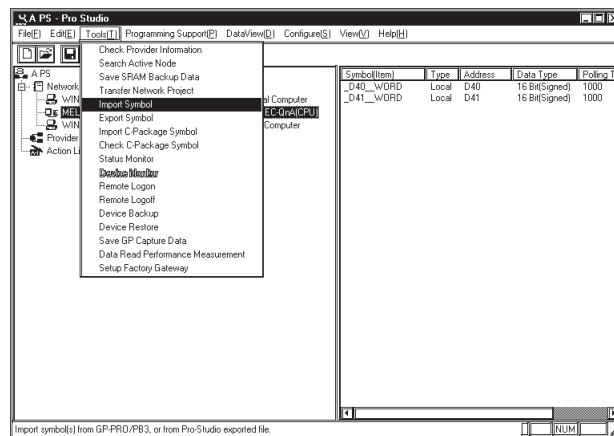 A PS - Pro Studio
File[F] Edit[E] Tools[T] Programming Support[P] DataView[D] Configure[S] View[V] Help[H]
Check Provider Information
Search Active Node
Save SRAM Backup Data
Transfer Network Project
Import Symbol
Export Symbol
Import C-Package Symbol
Check C-Package Symbol
Status Monitor
Device Monitor
Remote Logon
Remote Logoff
Device Backup
Device Restore
Save GP Capture Data
Data Read Performance Measurement
Setup Factory Gateway
A PS
Network
WIN
al Computer
MEL
EC-QnA(CPU)
WIN
Computer
Provider
Action Li
Symbol(Item) Type Address Data Type Polling T
_D40__WORD Local D40 16 Bit(Signed) 1000
_D41__WORD Local D41 16 Bit(Signed) 1000
Import symbol(s) from GP-PRO/PB3, or from Pro-Studio exported file.
NUM